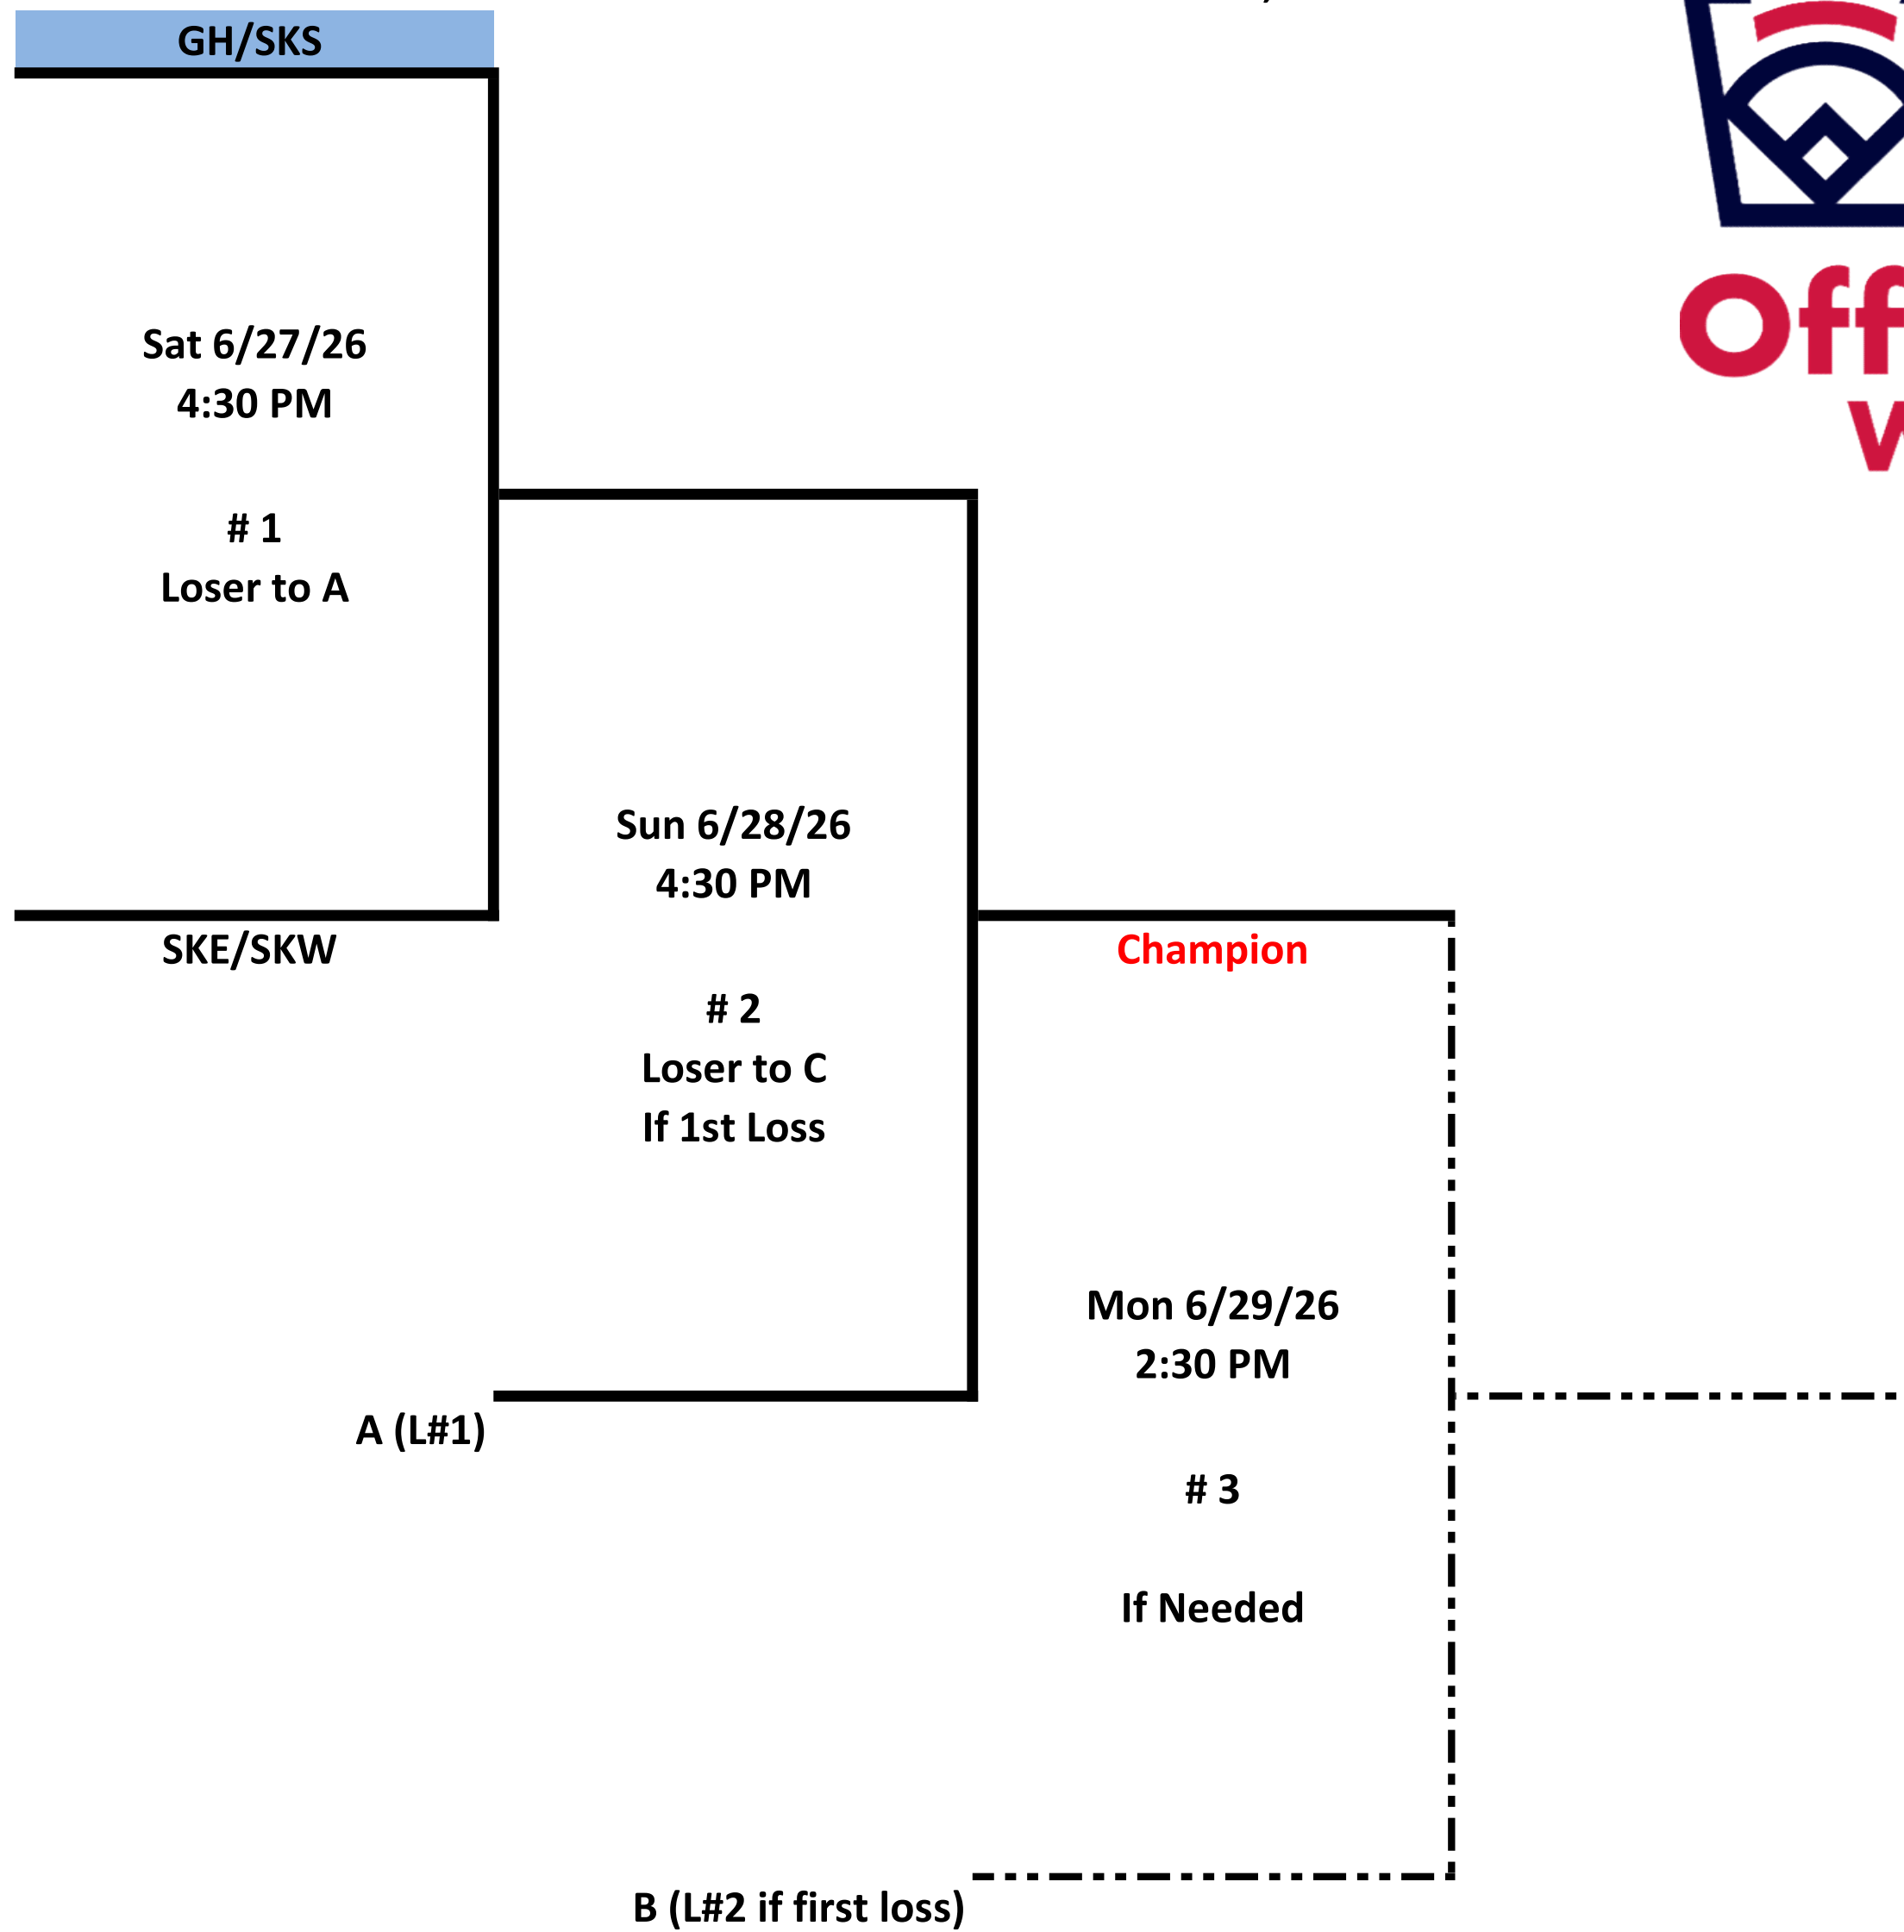 GH/SKS
Sat 6/27/26
4:30 PM
# 1
Loser to A
SKE/SKW
Sun 6/28/26
4:30 PM
# 2
Loser to C
If 1st Loss
A (L#1)
Champion
Mon 6/29/26
2:30 PM
# 3
If Needed
B (L#2 if first loss)
Off